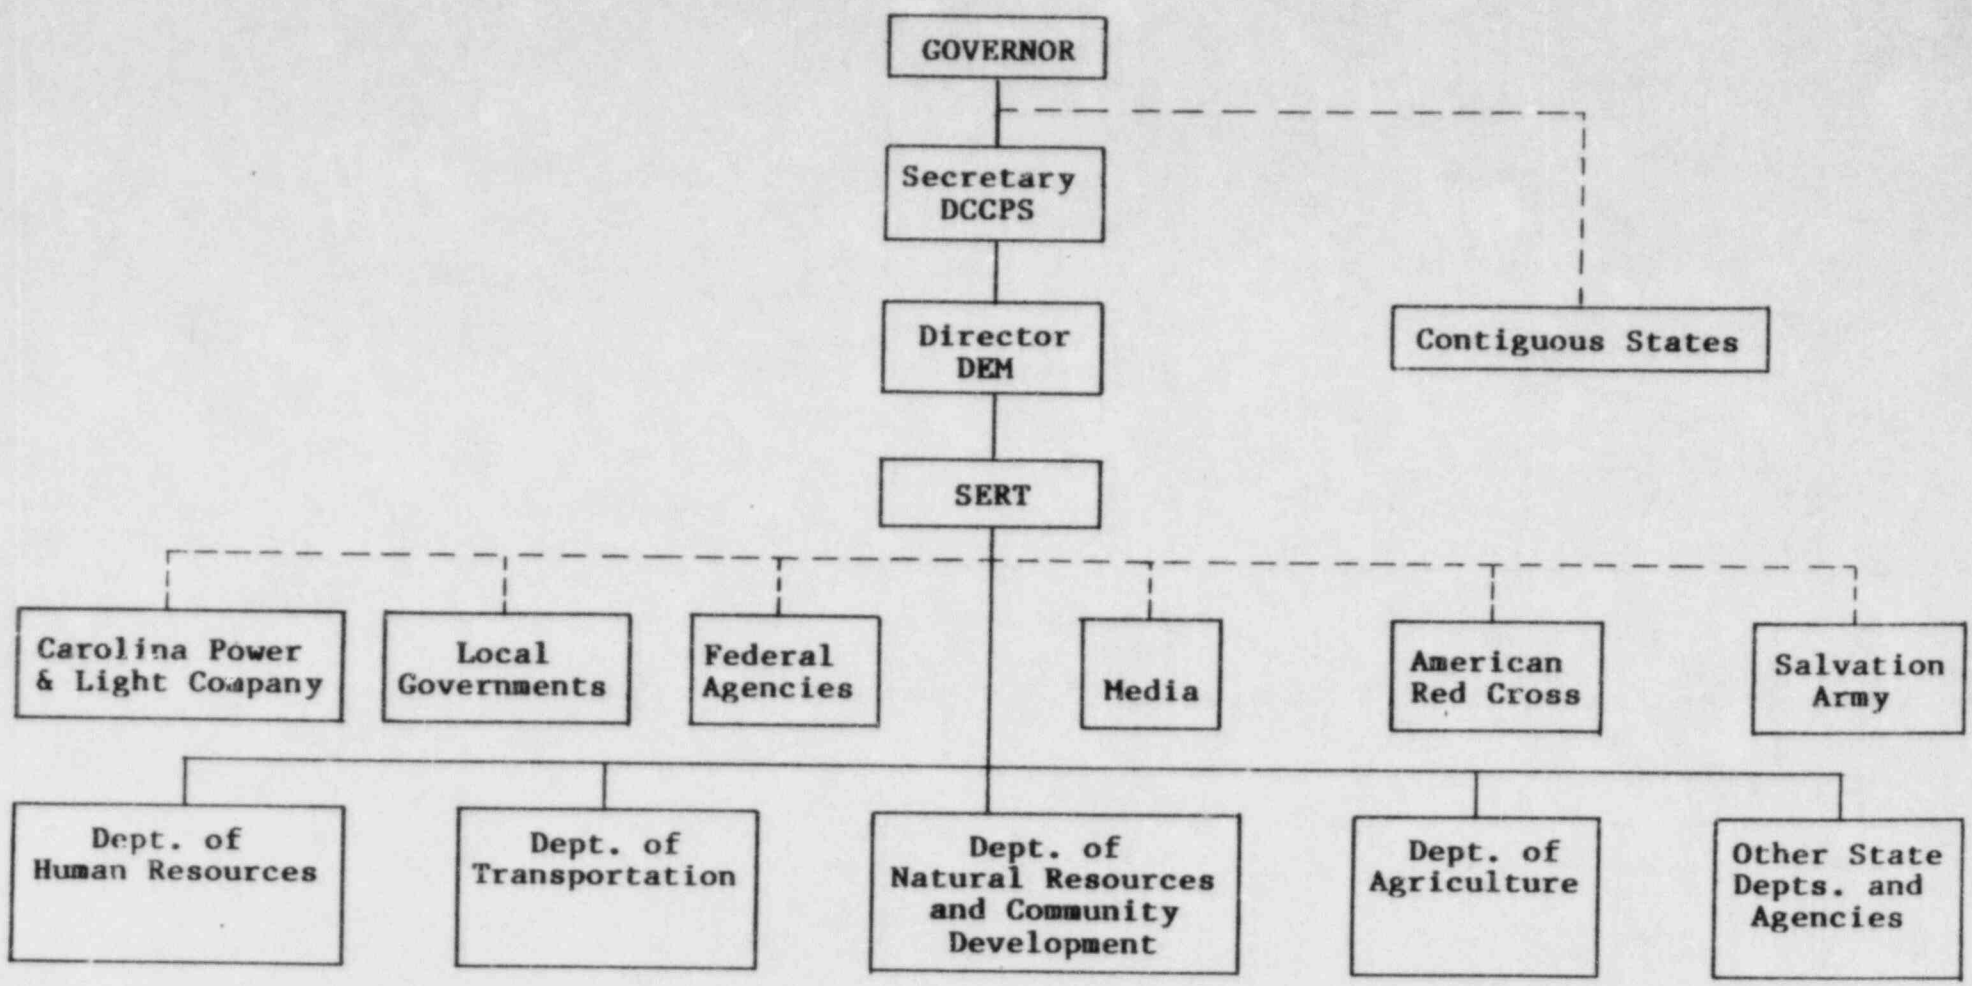 GOVERNOR
Secretary
DCCPS
Director
DEM
Contiguous States
SERT
Carolina Power
& Light Company
Local
Governments
Federal
Agencies
Media
American
Red Cross
Salvation
Army
Dept. of
Human Resources
Dept. of
Transportation
Dept. of
Natural Resources
and Community
Development
Dept. of
Agriculture
Other State
Depts. and
Agencies